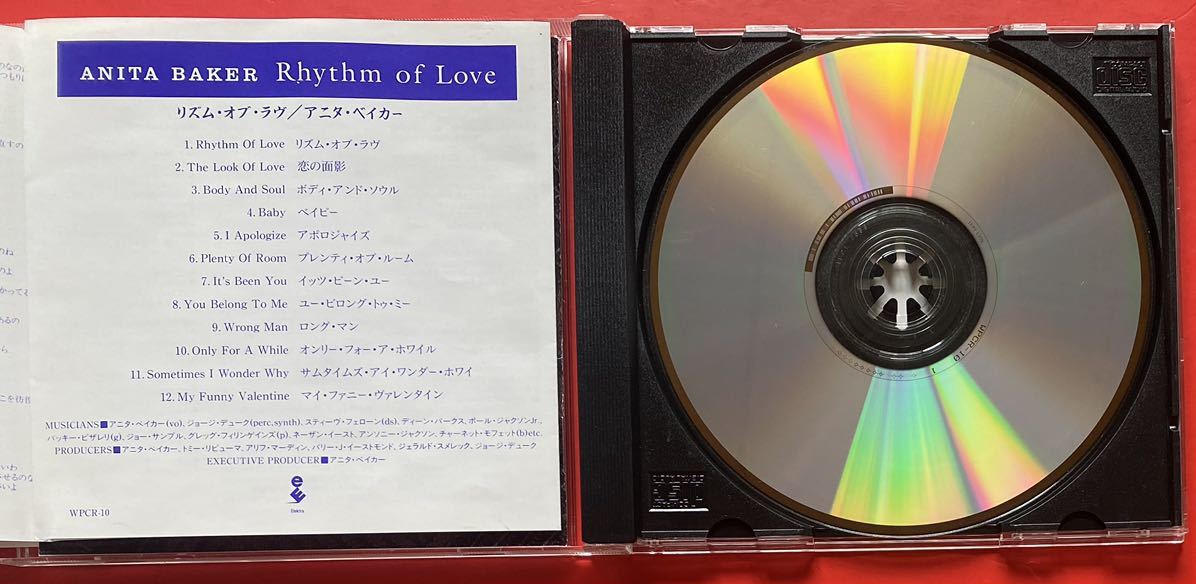 ANITA BAKER Rhythm of Love
リズム・オブ・ラヴ／アニタ・ベイカー
1. Rhythm Of Love リズム・オブ・ラヴ
2. The Look Of Love 恋の面影
3. Body And Soul ボディ・アンド・ソウル
4. Baby ベイビー
5. I Apologize アポロジャイズ
6. Plenty Of Room プレンティ・オブ・ルーム
7. It's Been You イッツ・ビーン・ユー
8. You Belong To Me ユー・ビロング・トゥ・ミー
9. Wrong Man ロング・マン
10. Only For A While オンリー・フォー・ア・ホワイル
11. Sometimes I Wonder Why サムタイムズ・アイ・ワンダー・ホワイ
12. My Funny Valentine マイ・ファニー・ヴァレンタイン
MUSICIANS■アニタ・ベイカー(vo), ジョージ・デューク(perc,synth), スティーヴ・フェローン(ds), ディーン・パークス, ポール・ジャクソンJr.,
バッキー・ピザレリ(g), ジョー・サンプル, グレッグ・フィリンゲインズ(p), ネーザン・イースト, アンソニー・ジャクソン, チャーネット・モフェット(b)etc.
PRODUCERS■アニタ・ベイカー, トミー・リピューマ, アリフ・マーディン, バリー・J・イーストモンド, ジェラルド・スメレック, ジョージ・デューク
EXECUTIVE PRODUCER■アニタ・ベイカー
Elektra
WPCR-10
COMPACT
disc
DIGITAL AUDIO
WPCR-10 1